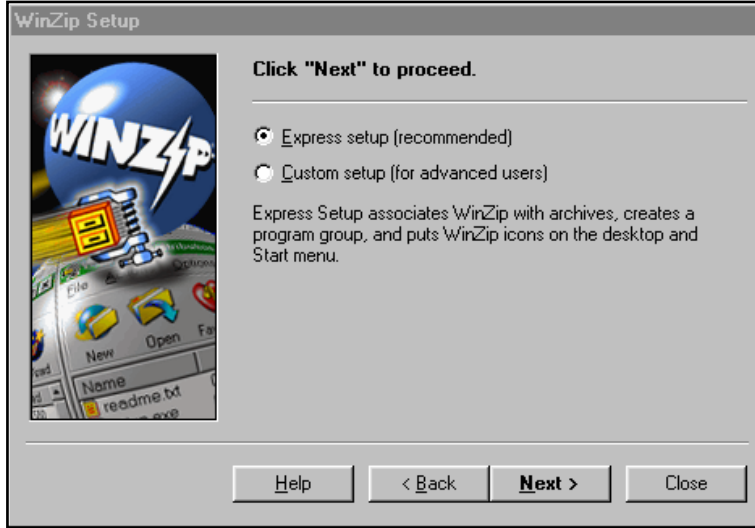 WinZip Setup
Click "Next" to proceed.
WINZIP
Express setup (recommended)
Custom setup (for advanced users)
Express Setup associates WinZip with archives, creates a
program group, and puts WinZip icons on the desktop and
Start menu.
File
Options
New
Open
Name
readme.txt
Help
< Back
Next >
Close